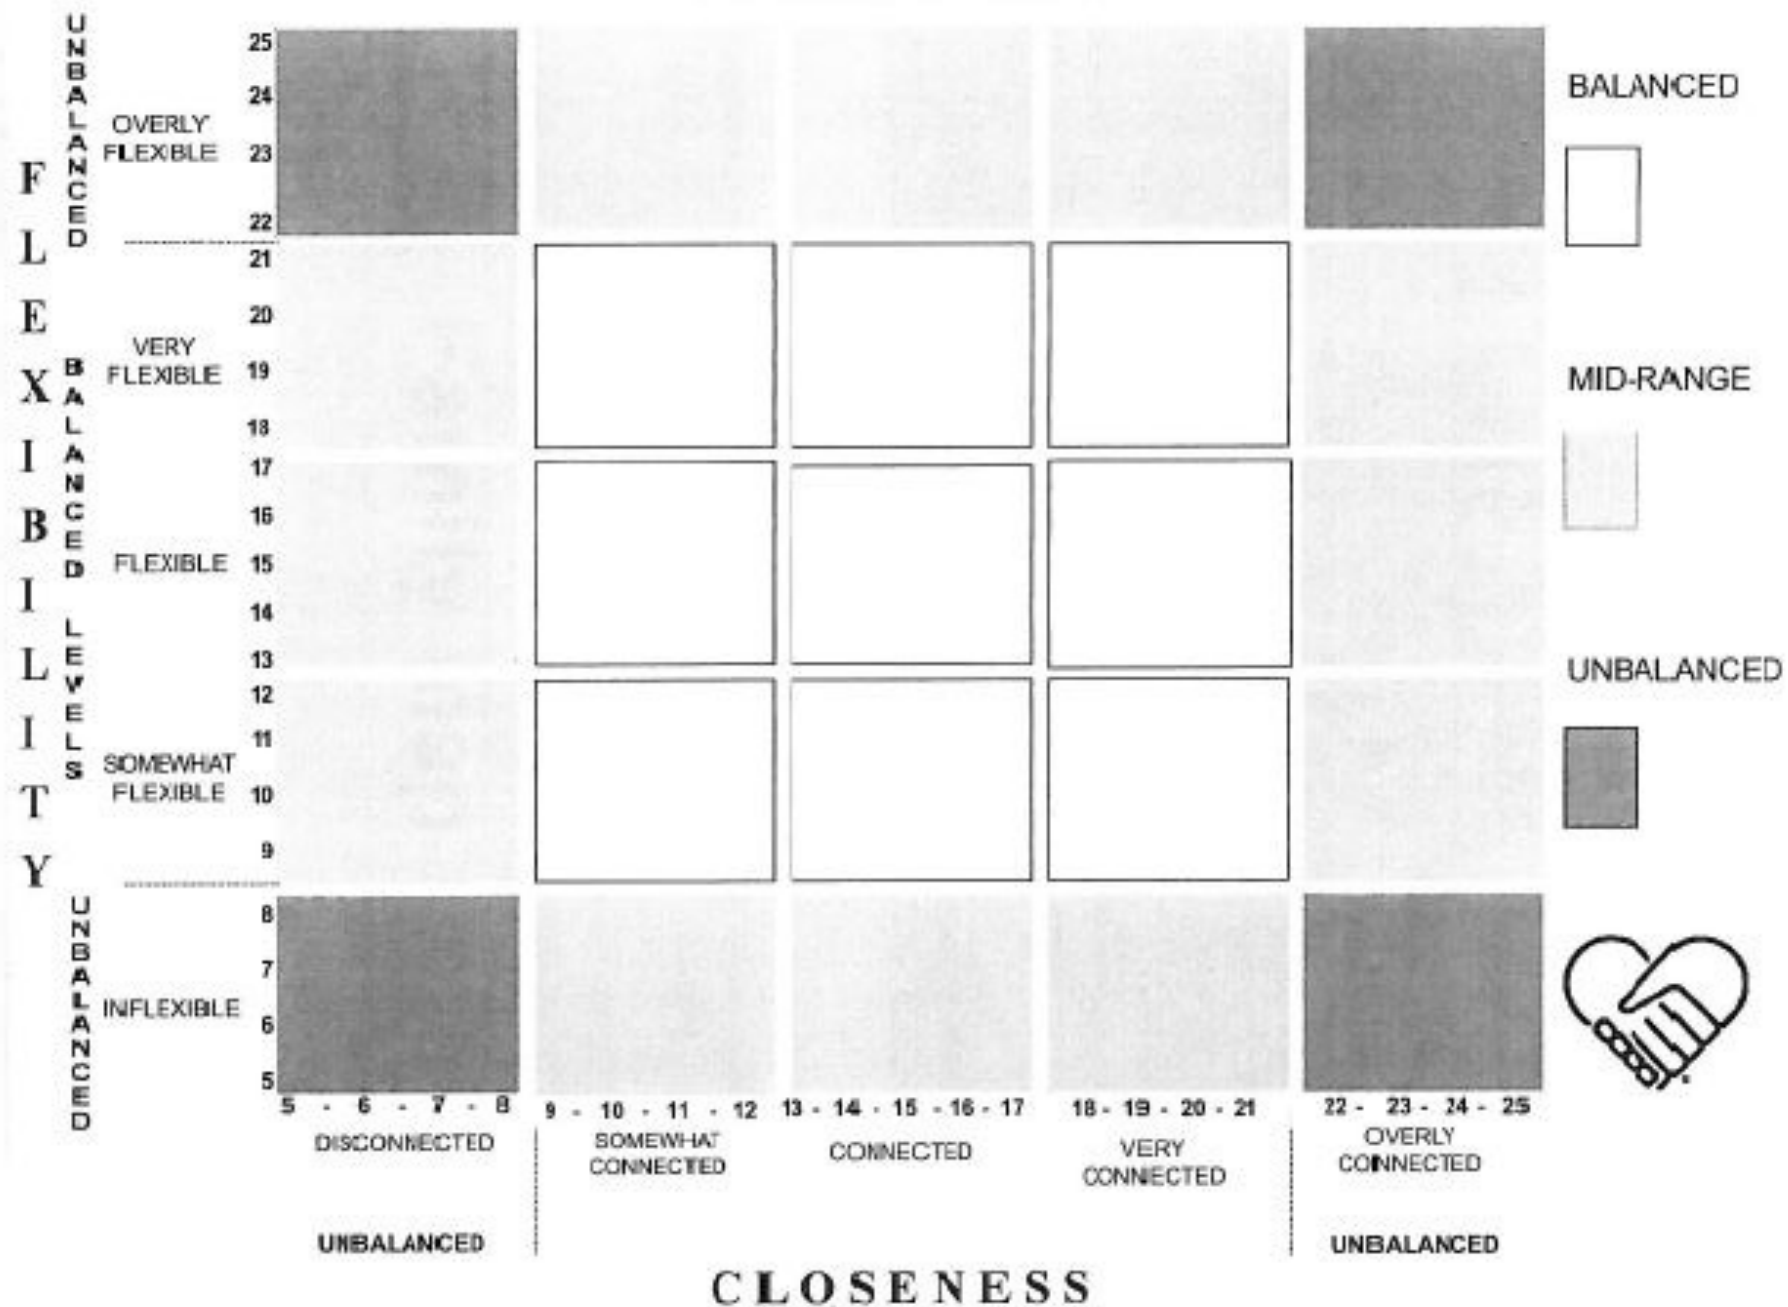 FLEXIBILITY
UNBALANCED
BALANCED LEVELS
UNBALANCED
25
24
OVERLY
FLEXIBLE
23
22
21
20
VERY
FLEXIBLE
19
18
17
16
FLEXIBLE 15
14
13
12
11
SOMEWHAT
FLEXIBLE 10
9
8
7
INFLEXIBLE
6
5
5 - 6 - 7 - 8
9 - 10 - 11 - 12
13 - 14 - 15 - 16 - 17
18 - 19 - 20 - 21
22 - 23 - 24 - 25
DISCONNECTED
SOMEWHAT
CONNECTED
CONNECTED
VERY
CONNECTED
OVERLY
CONNECTED
UNBALANCED
UNBALANCED
CLOSENESS
BALANCED
MID-RANGE
UNBALANCED